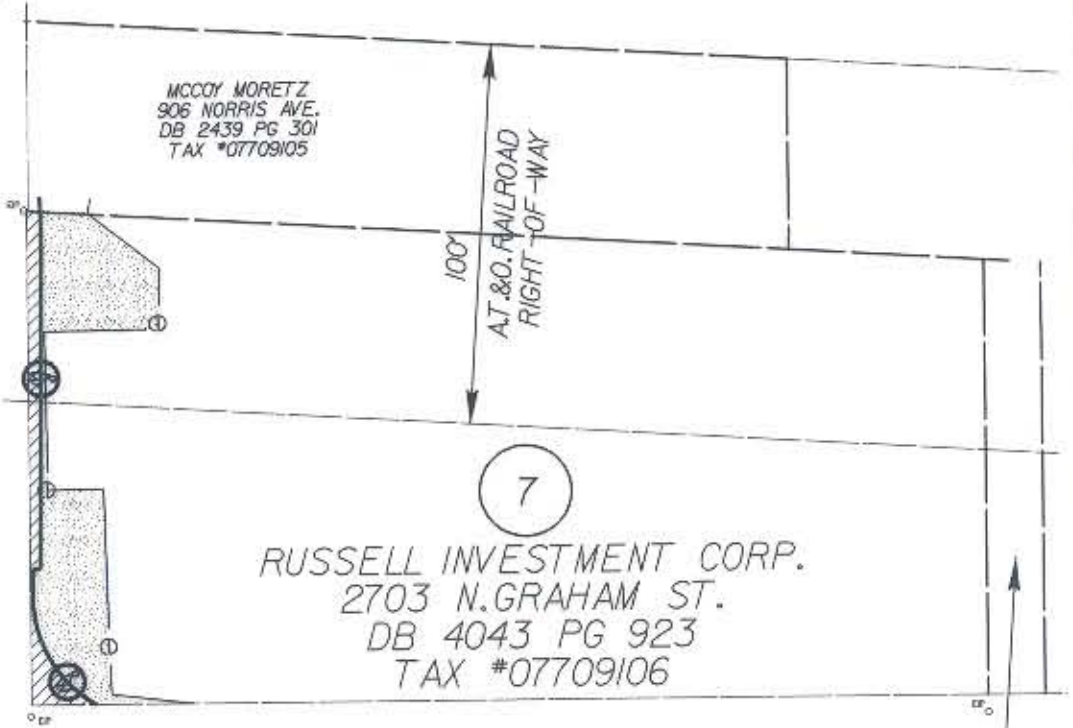 MCCOY MORETZ
906 NORRIS AVE.
DB 2439 PG 301
TAX #07709105
100'
A.T.&O. RAILROAD
RIGHT-OF-WAY
7
RUSSELL INVESTMENT CORP.
2703 N.GRAHAM ST.
DB 4043 PG 923
TAX #07709106